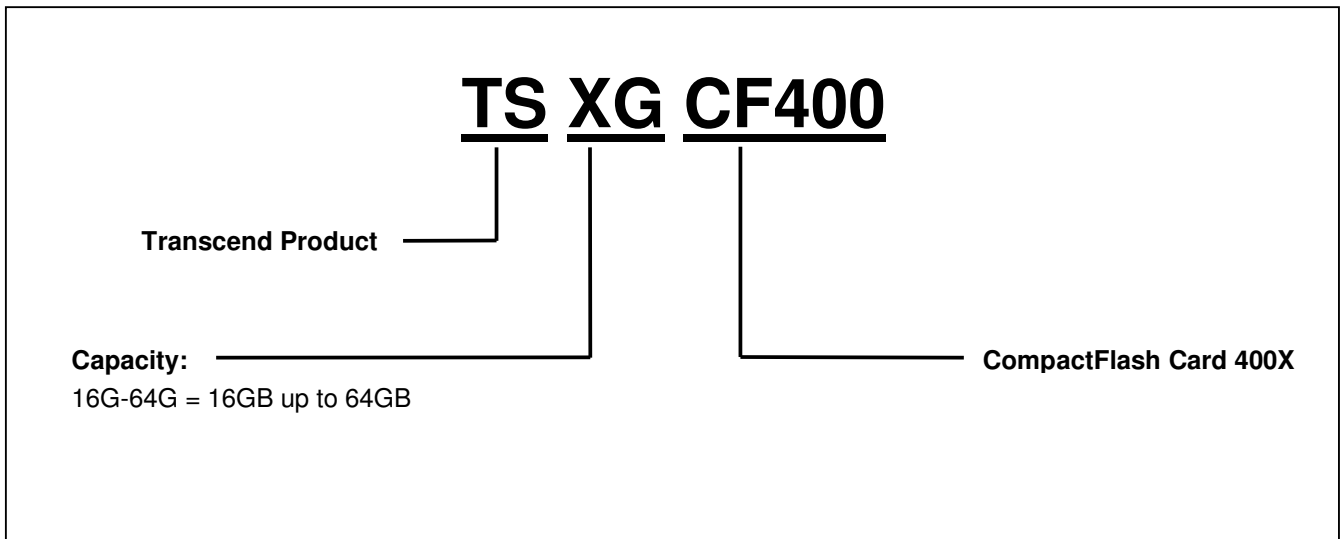 TS XG CF400
Transcend Product
Capacity:
CompactFlash Card 400X
16G-64G = 16GB up to 64GB